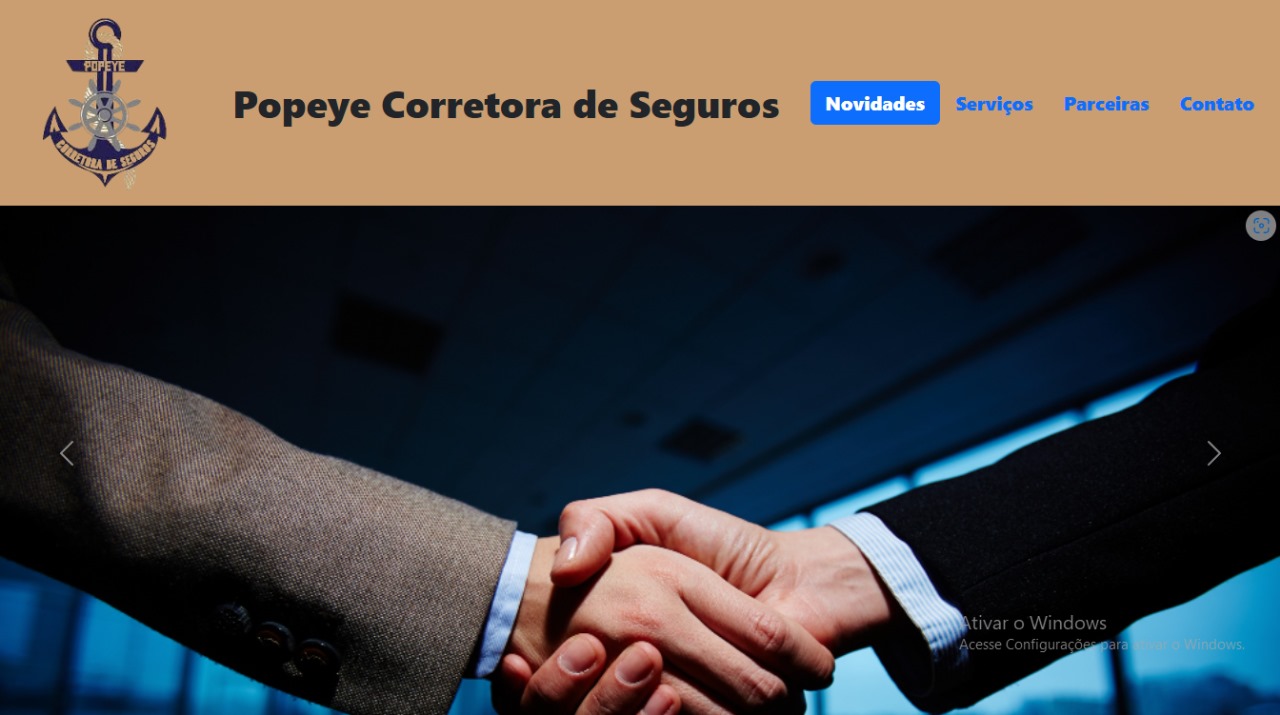 POPEYE
CORRETORA DE SEGUROS
Popeye Corretora de Seguros
Novidades
Serviços
Parceiras
Contato
Ativar o Windows
Acesse Configurações para ativar o Windows.